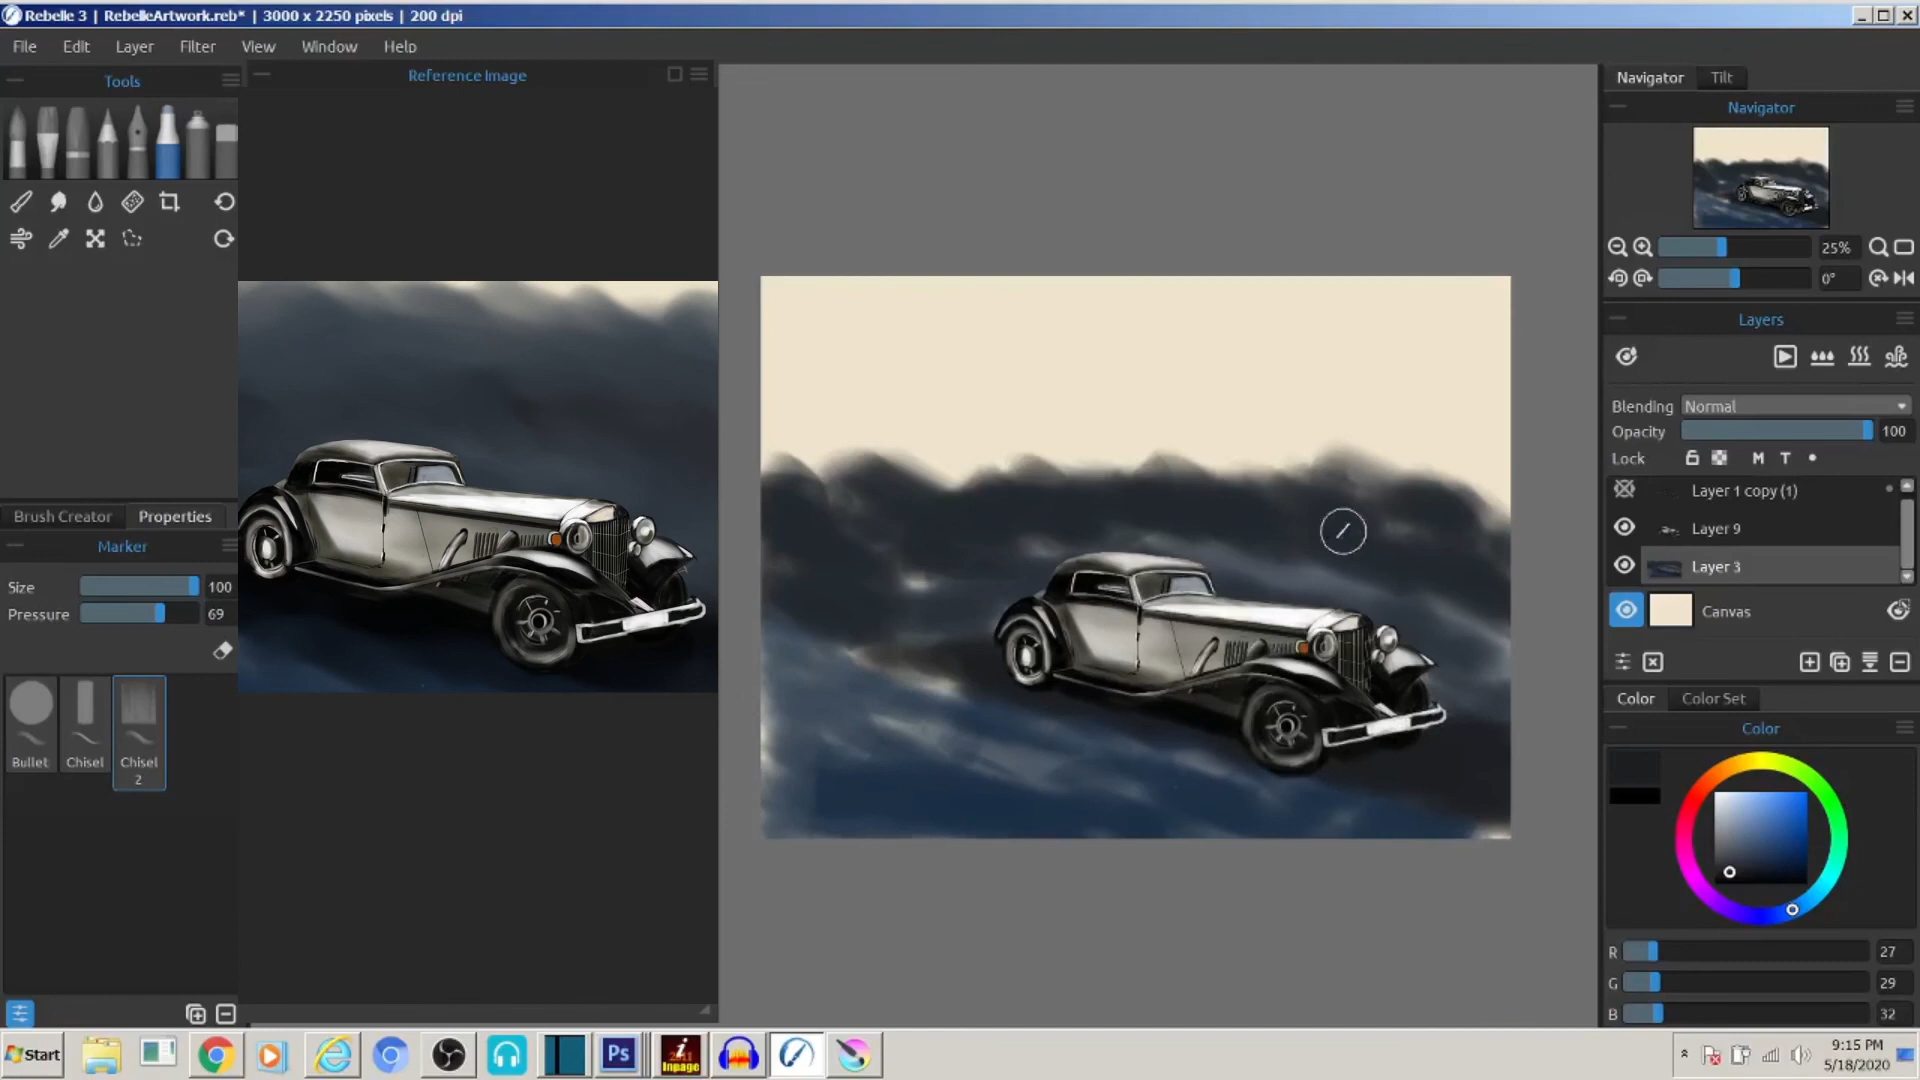 Rebelle 3 | RebelleArtwork.reb* | 3000 x 2250 pixels | 200 dpi
File Edit Layer Filter View Window Help
Tools
Reference Image
Navigator Tilt
Navigator
25%
0°
Layers
Blending Normal
Opacity 100
Lock M T
Layer 1 copy (1)
Layer 9
Layer 3
Canvas
Brush Creator Properties
Marker
Size 100
Pressure 69
Bullet Chisel Chisel 2
Color Color Set
Color
R 27
G 29
B 32
Start
Ps
i
2011
Inpage
9:15 PM
5/18/2020